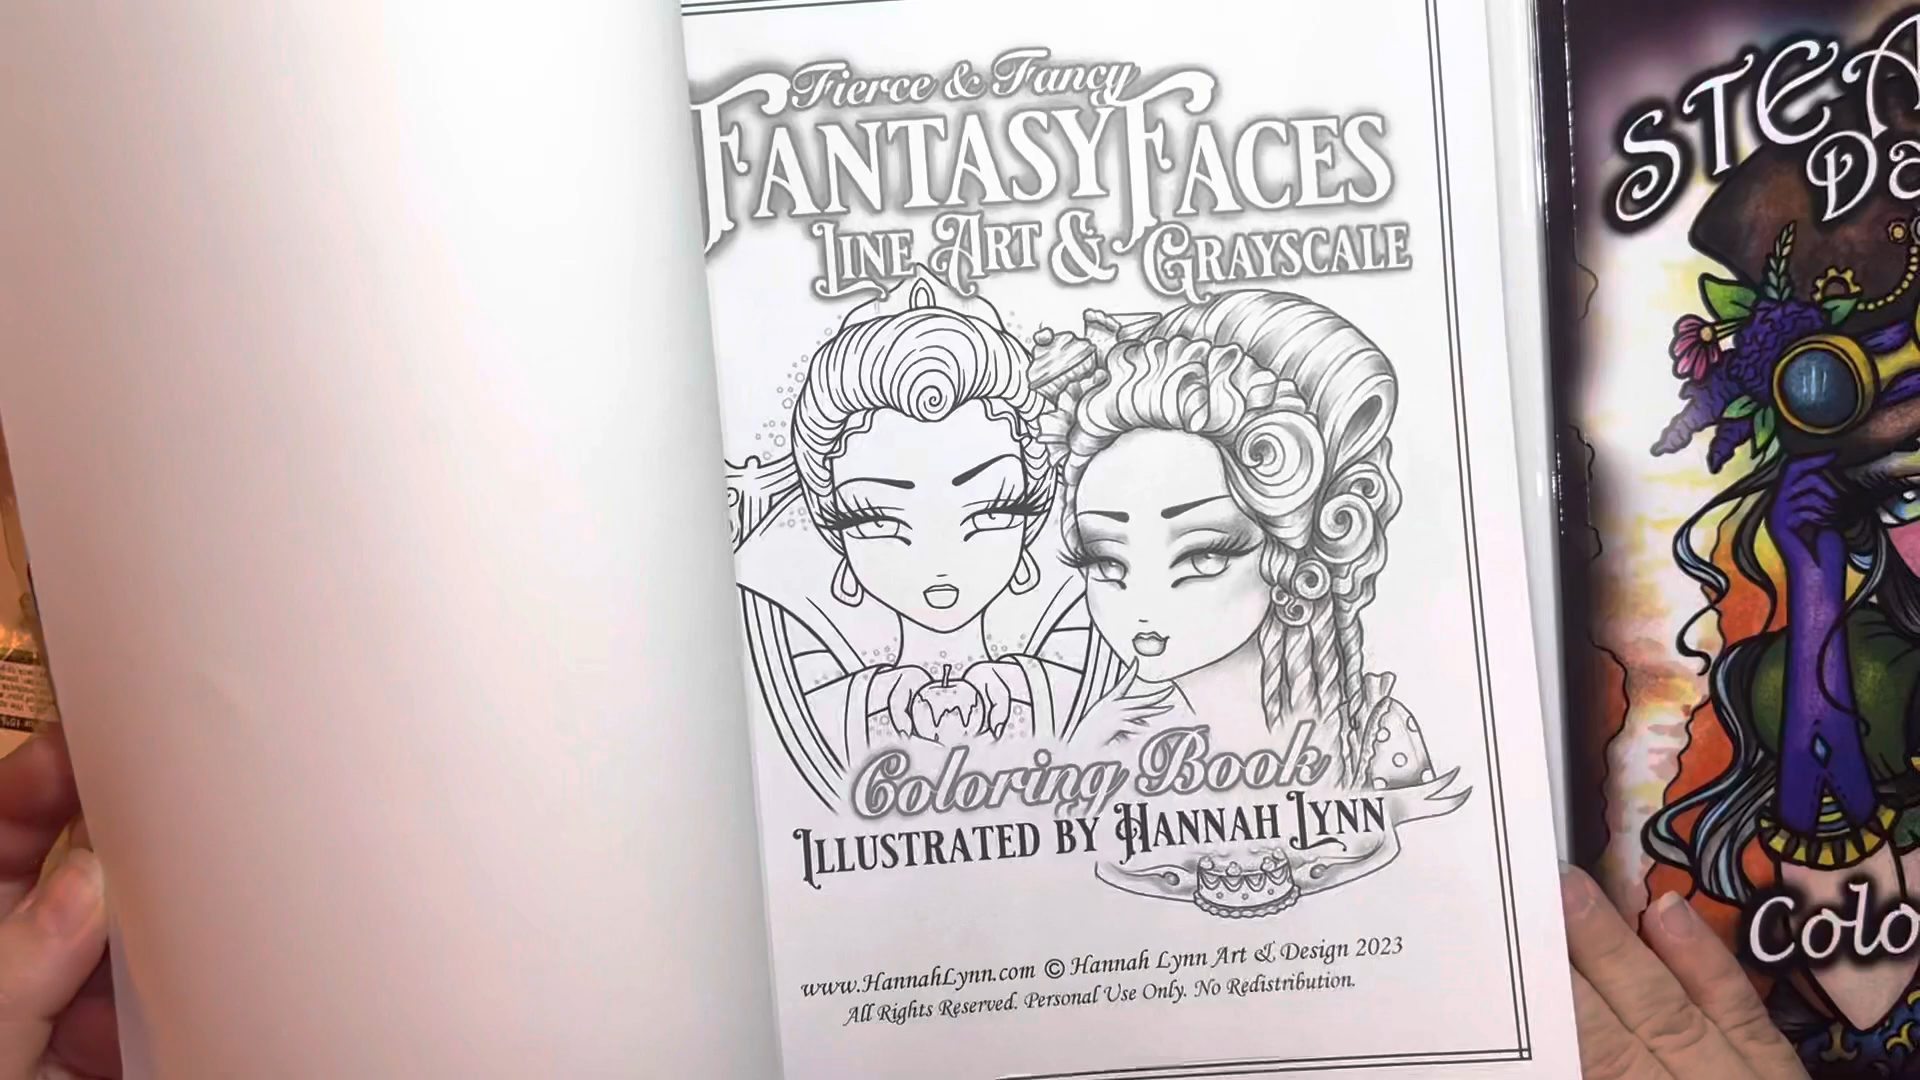 Fierce & Fancy
Fantasy Faces
Line Art & Grayscale
Coloring Book
Illustrated by Hannah Lynn
www.HannahLynn.com © Hannah Lynn Art & Design 2023
All Rights Reserved. Personal Use Only. No Redistribution.